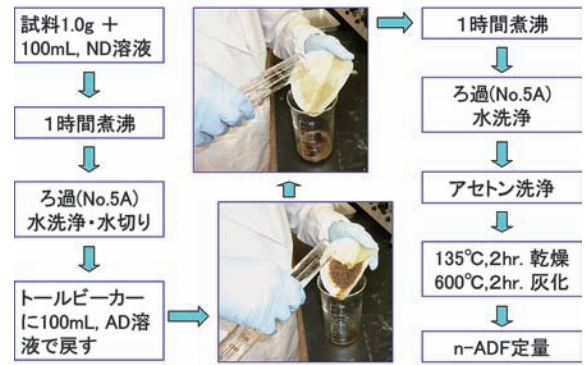 試料1.0g ＋
100mL, ND溶液
１時間煮沸
ろ過(No.5A)
水洗浄・水切り
トールビーカー
に100mL, AD溶
液で戻す
１時間煮沸
ろ過(No.5A)
水洗浄
アセトン洗浄
135℃,2hr. 乾燥
600℃,2hr. 灰化
n-ADF定量